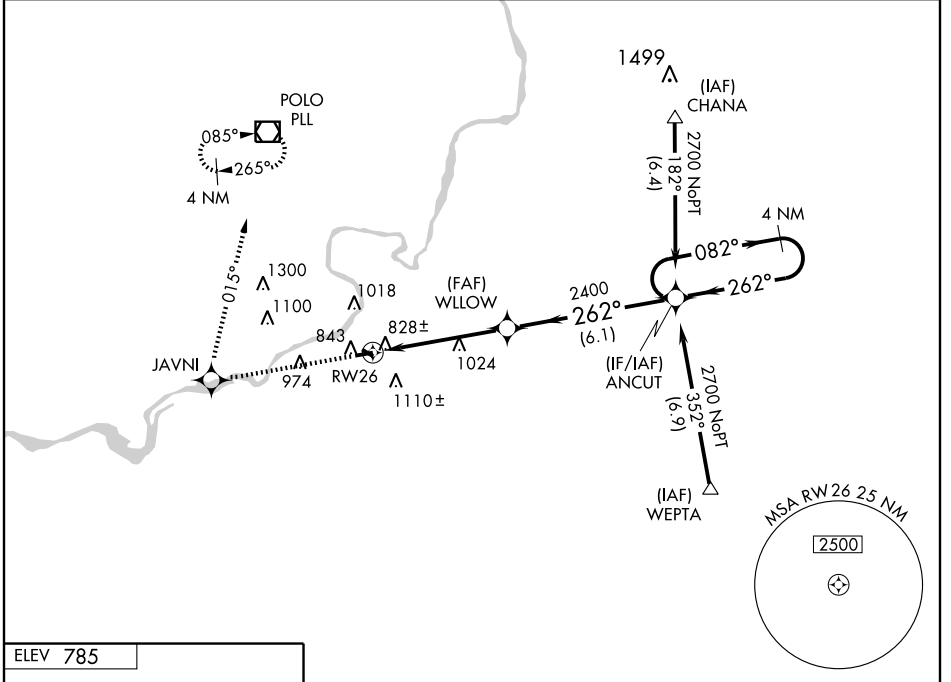 1499
(IAF)
CHANA
POLO
PLL
085°
265°
4 NM
2700 NoPT
182°
(6.4)
4 NM
082°
262°
015°
1300
1100
1018
(FAF)
WLLOW
2400
262°
(6.1)
843
828±
JAVNI
974
RW26
1024
1110±
(IF/IAF)
ANCUT
2700 NoPT
352°
(6.9)
(IAF)
WEPTA
MSA RW26 25 NM
2500
ELEV 785